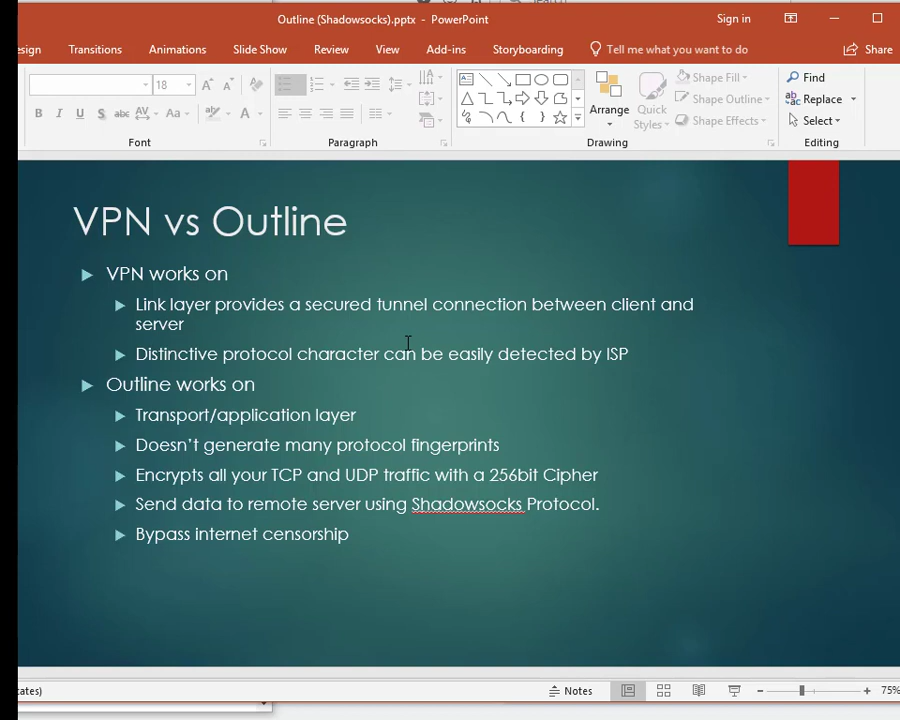 Outline (Shadowsocks).pptx - PowerPoint
Sign in
esign Transitions Animations Slide Show Review View Add-ins Storyboarding Tell me what you want to do Share
18 A A
B I U S abc AV Aa A
Font
Paragraph
Arrange
Quick Styles
Shape Fill
Shape Outline
Shape Effects
Drawing
Find
Replace
Select
Editing
VPN vs Outline
VPN works on
Link layer provides a secured tunnel connection between client and
server
Distinctive protocol character can be easily detected by ISP
Outline works on
Transport/application layer
Doesn't generate many protocol fingerprints
Encrypts all your TCP and UDP traffic with a 256bit Cipher
Send data to remote server using Shadowsocks Protocol.
Bypass internet censorship
tates) Notes 75%